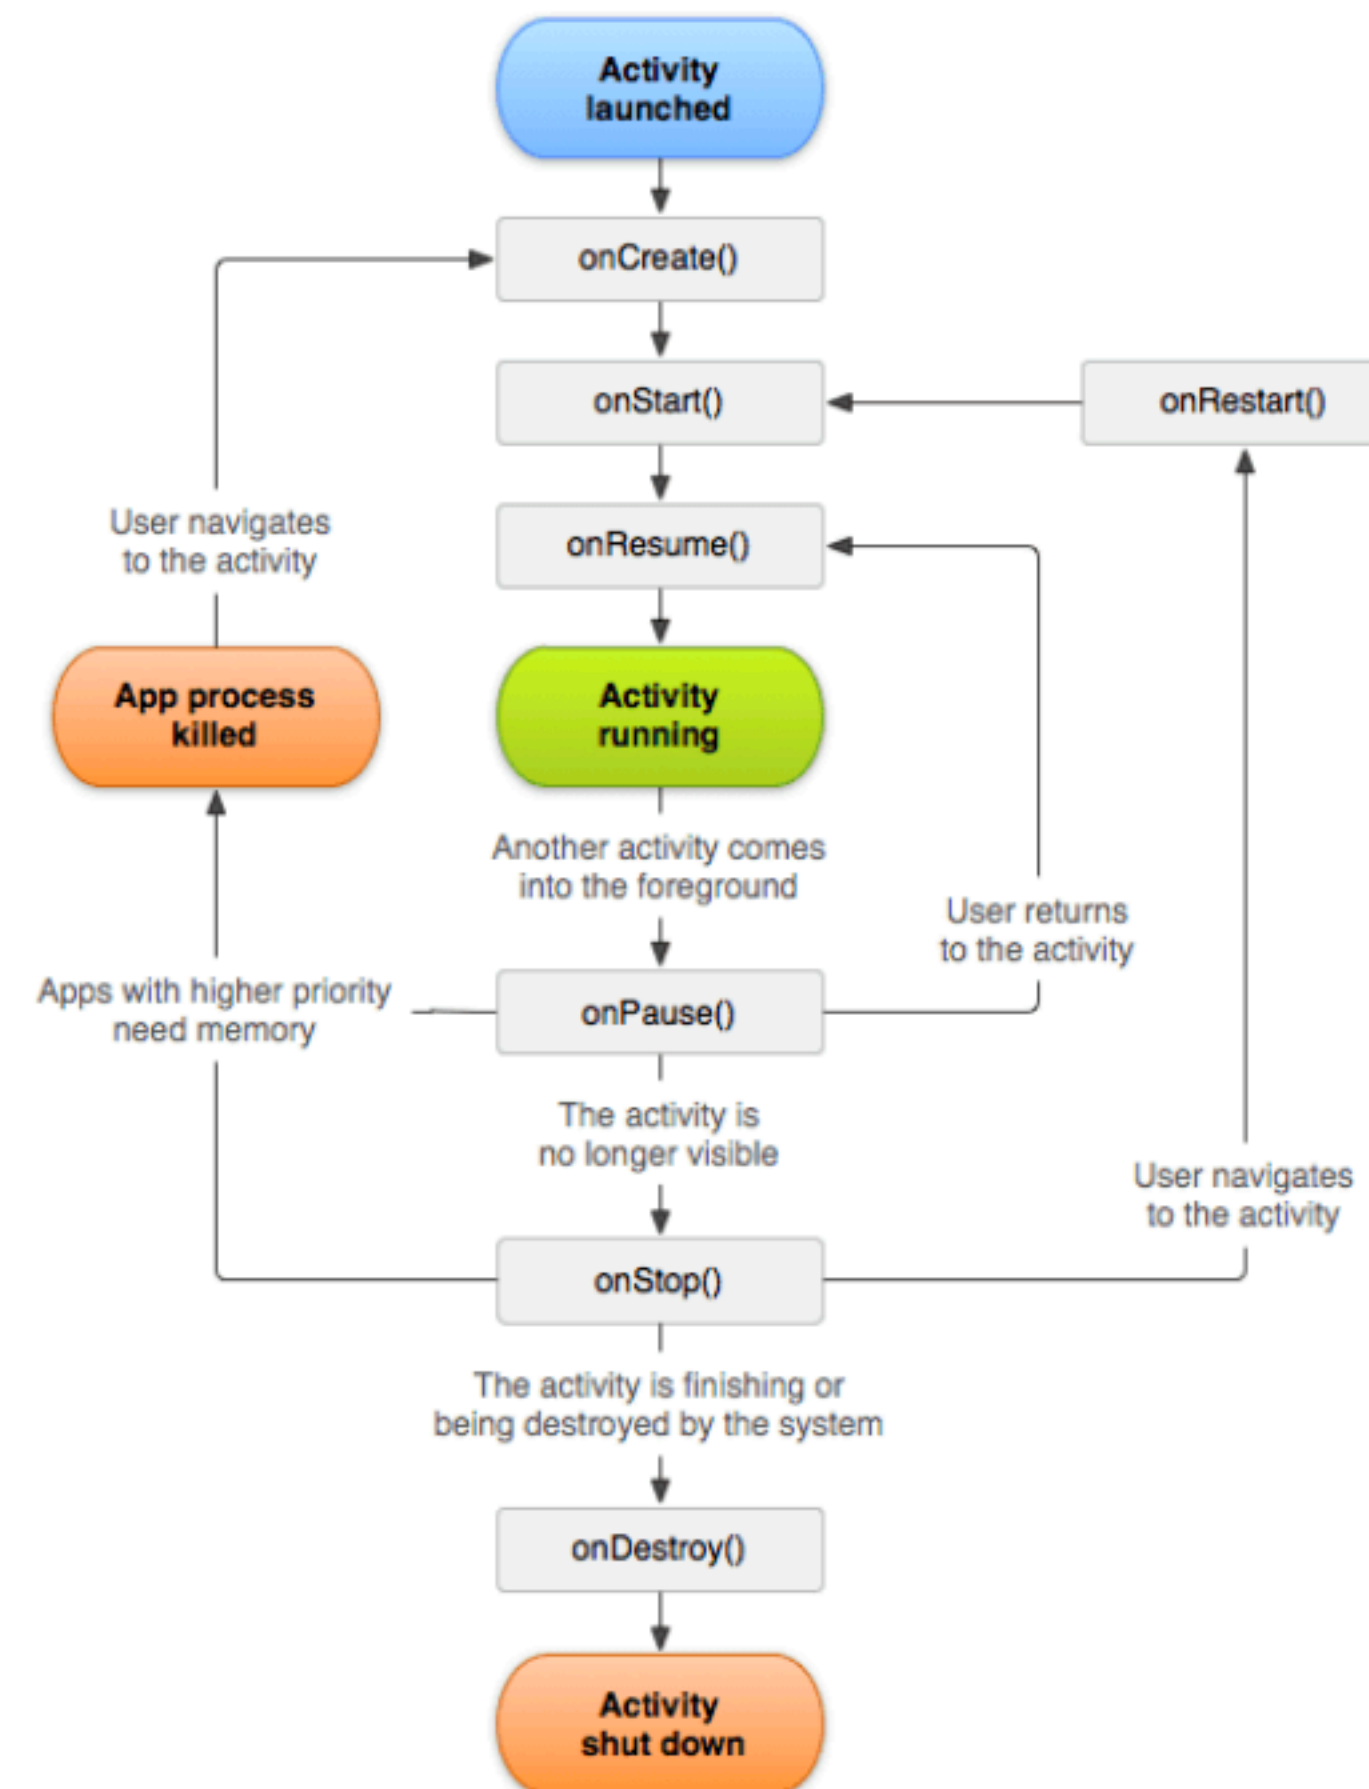 Activity
launched
onCreate()
onStart()
onRestart()
User navigates
to the activity
onResume()
App process
killed
Activity
running
Another activity comes
into the foreground
User returns
to the activity
Apps with higher priority
need memory
onPause()
The activity is
no longer visible
User navigates
to the activity
onStop()
The activity is finishing or
being destroyed by the system
onDestroy()
Activity
shut down